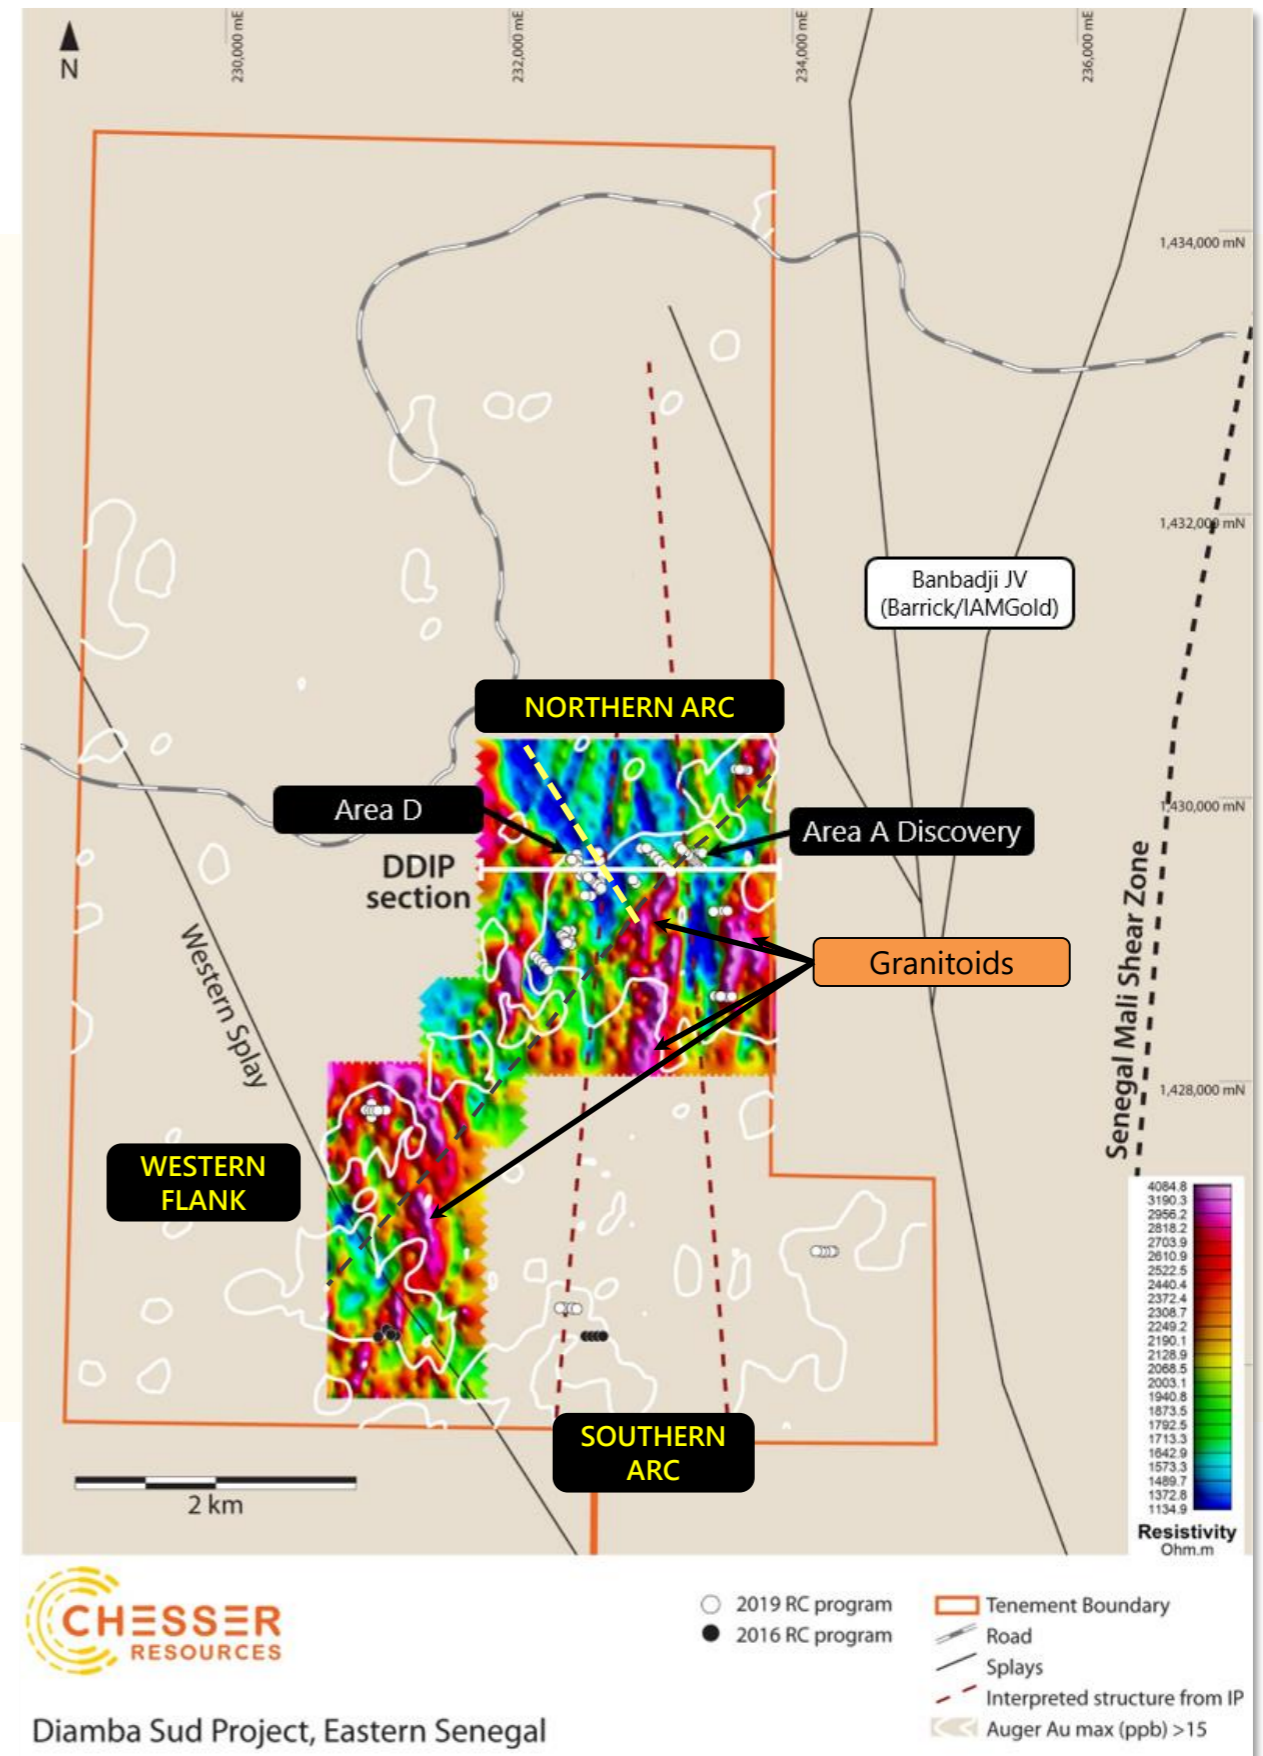 N
230,000 mE
232,000 mE
234,000 mE
236,000 mE
1,434,000 mN
1,432,000 mN
Banbadji JV
(Barrick/IAMGold)
NORTHERN ARC
1,430,000 mN
Area D
Area A Discovery
DDIP
section
Western Splay
Granitoids
Senegal Mali Shear Zone
1,428,000 mN
WESTERN
FLANK
SOUTHERN
ARC
2 km
4084.8
3190.3
2956.2
2818.2
2703.9
2610.9
2522.5
2440.4
2372.4
2308.7
2249.2
2190.1
2128.9
2068.5
2003.1
1940.8
1873.5
1792.5
1713.3
1642.9
1573.3
1489.7
1372.8
1134.9
Resistivity
Ohm.m
CHESSER
RESOURCES
2019 RC program
2016 RC program
Tenement Boundary
Road
Splays
Interpreted structure from IP
Auger Au max (ppb) >15
Diamba Sud Project, Eastern Senegal